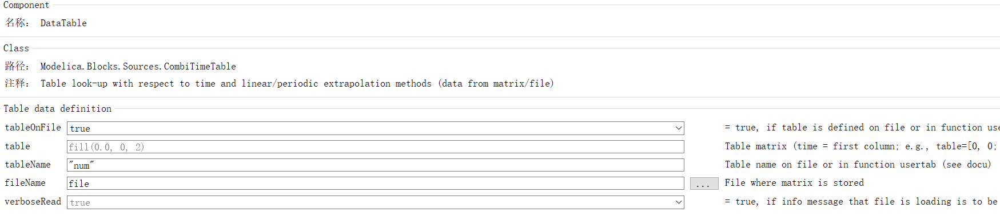 Component
名称： DataTable
Class
路径： Modelica.Blocks.Sources.CombiTimeTable
注释： Table look-up with respect to time and linear/periodic extrapolation methods (data from matrix/file)
Table data definition
tableOnFile true = true, if table is defined on file or in function use
table fill(0.0, 0, 2) Table matrix (time = first column; e.g., table=[0, 0;
tableName "num" Table name on file or in function usertab (see docu)
fileName file ... File where matrix is stored
verboseRead true = true, if info message that file is loading is to be